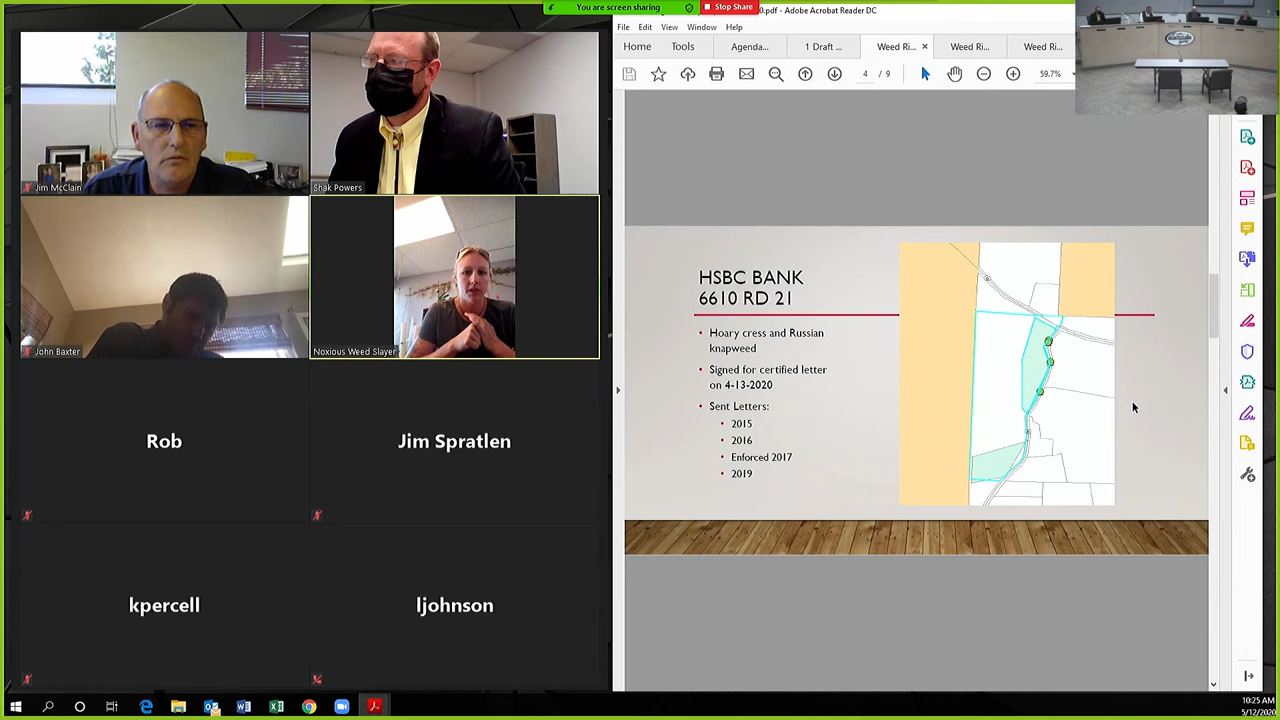 You are screen sharing
Stop Share
0.pdf - Adobe Acrobat Reader DC
File Edit View Window Help
Home Tools Agenda... 1 Draft ... Weed Ri... × Weed Ri... Weed Ri...
4 / 9 59.7%
Jim McClain
Shak Powers
John Baxter
Noxious Weed Slayer
Rob
Jim Spratlen
kpercell
ljohnson
HSBC BANK
6610 RD 21
• Hoary cress and Russian
knapweed
• Signed for certified letter
on 4-13-2020
• Sent Letters:
• 2015
• 2016
• Enforced 2017
• 2019
10:25 AM
5/12/2020